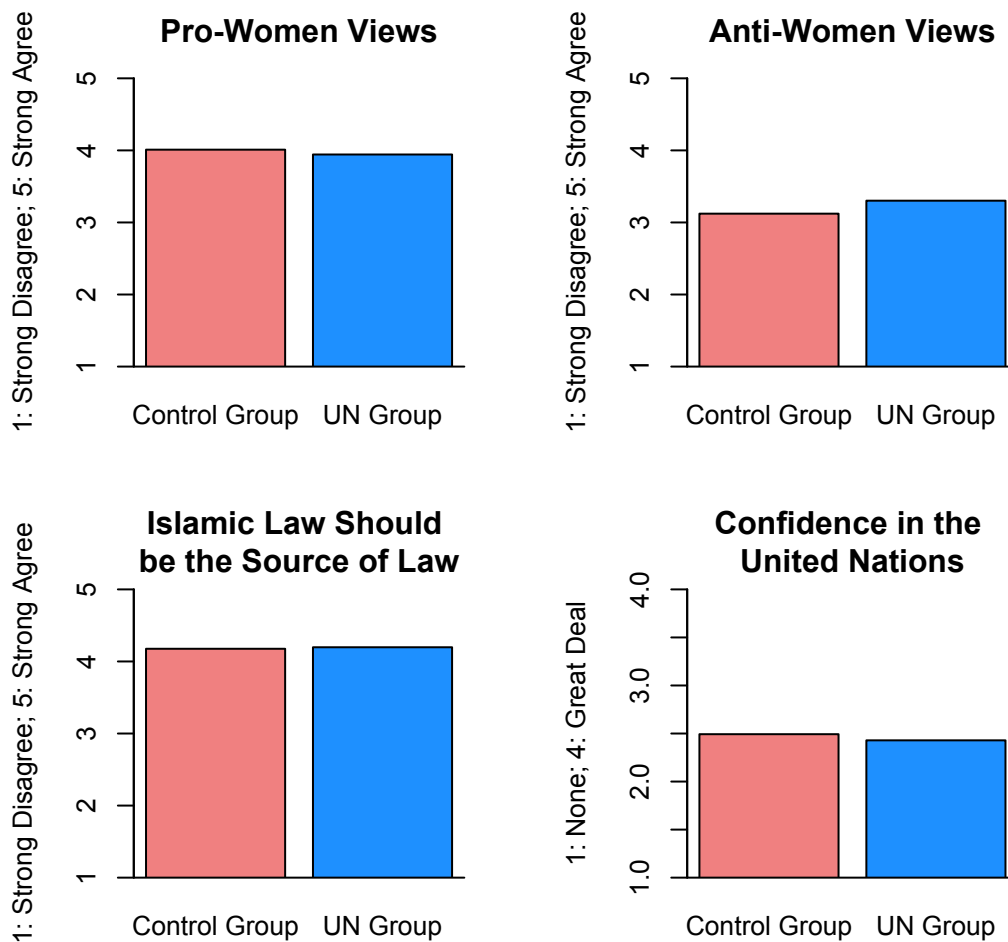 Pro-Women Views
1: Strong Disagree; 5: Strong Agree
5
4
3
2
1
Control Group
UN Group
Anti-Women Views
1: Strong Disagree; 5: Strong Agree
5
4
3
2
1
Control Group
UN Group
Islamic Law Should
be the Source of Law
1: Strong Disagree; 5: Strong Agree
5
4
3
2
1
Control Group
UN Group
Confidence in the
United Nations
1: None; 4: Great Deal
4.0
3.0
2.0
1.0
Control Group
UN Group